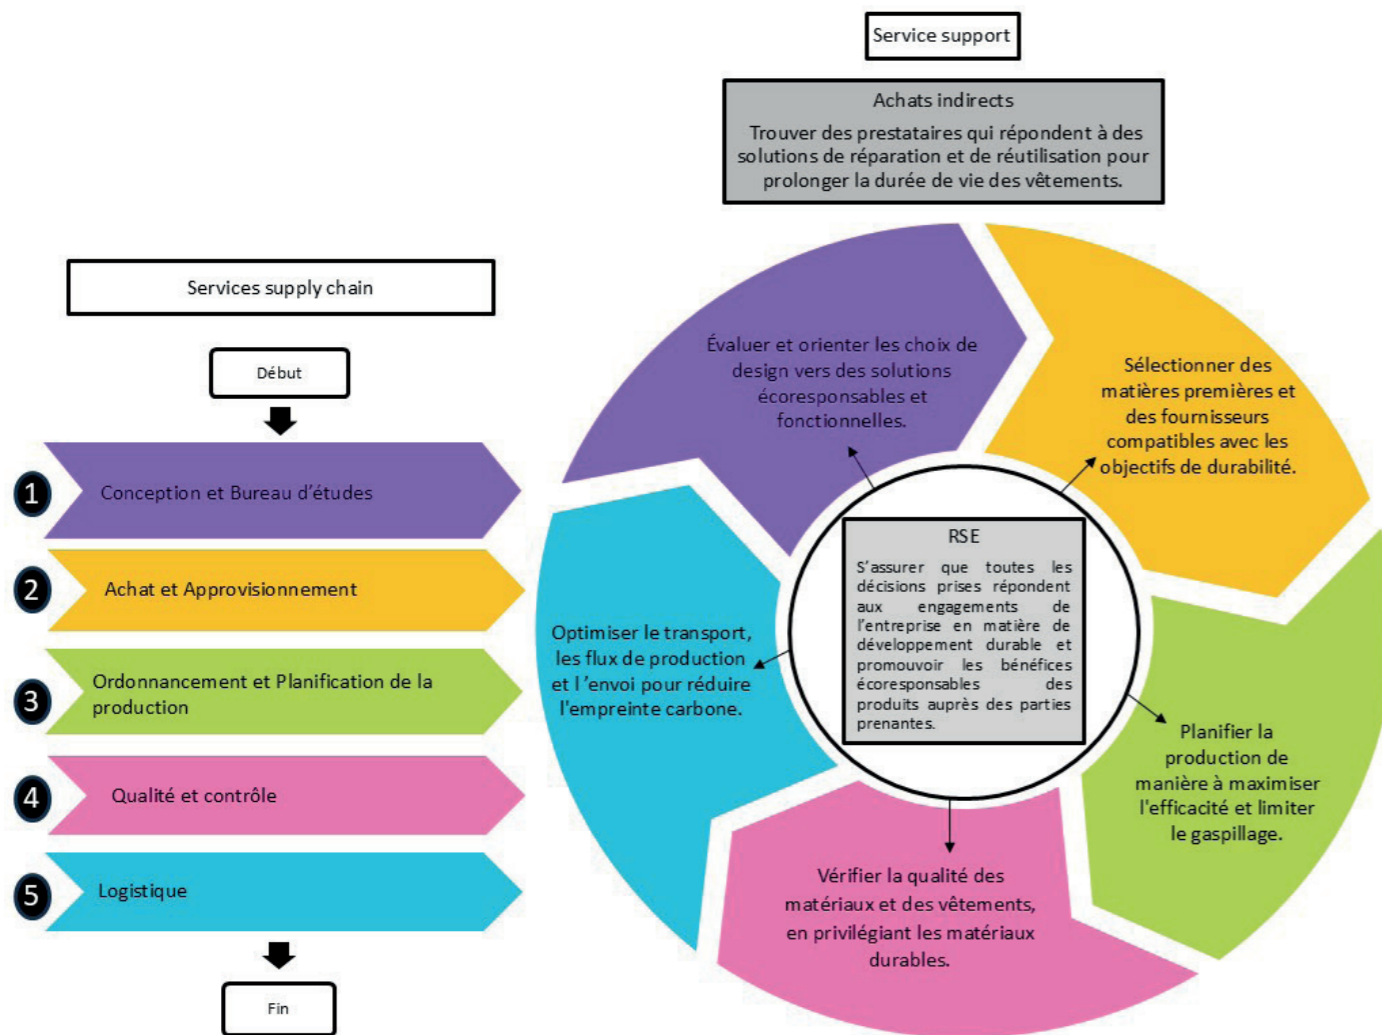 Service support
Achats indirects
Trouver des prestataires qui répondent à des
solutions de réparation et de réutilisation pour
prolonger la durée de vie des vêtements.
Services supply chain
Début
1
Conception et Bureau d’études
2
Achat et Approvisionnement
3
Ordonnancement et Planification de la
production
4
Qualité et contrôle
5
Logistique
Fin
Évaluer et orienter les choix de
design vers des solutions
écoresponsables et
fonctionnelles.
Sélectionner des
matières premières et
des fournisseurs
compatibles avec les
objectifs de durabilité.
Planifier la
production de
manière à maximiser
l'efficacité et limiter
le gaspillage.
Vérifier la qualité des
matériaux et des vêtements,
en privilégiant les matériaux
durables.
Optimiser le transport,
les flux de production
et l ’envoi pour réduire
l'empreinte carbone.
RSE
S’assurer que toutes les
décisions prises répondent
aux engagements de
l’entreprise en matière de
développement durable et
promouvoir les bénéfices
écoresponsables des
produits auprès des parties
prenantes.